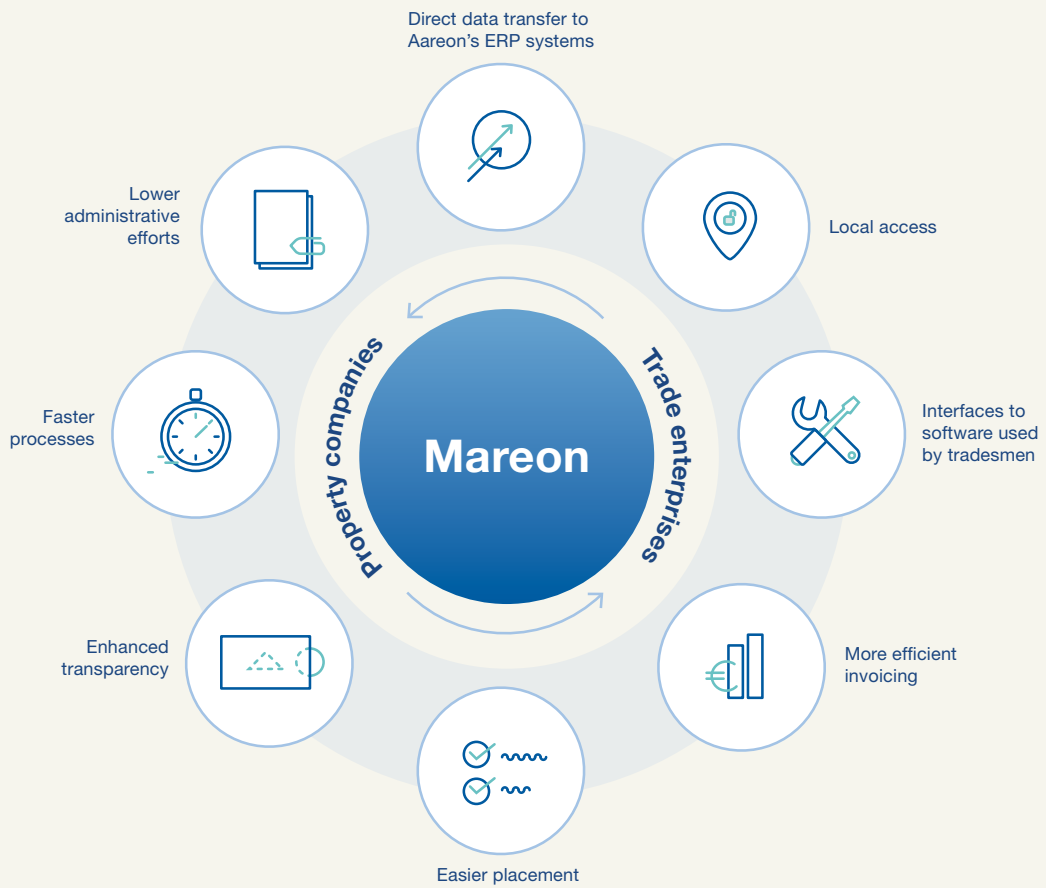 Direct data transfer to
Aareon's ERP systems
Lower
administrative
efforts
Local access
Faster
processes
Property companies
Mareon
Trade enterprises
Interfaces to
software used
by tradesmen
Enhanced
transparency
More efficient
invoicing
Easier placement